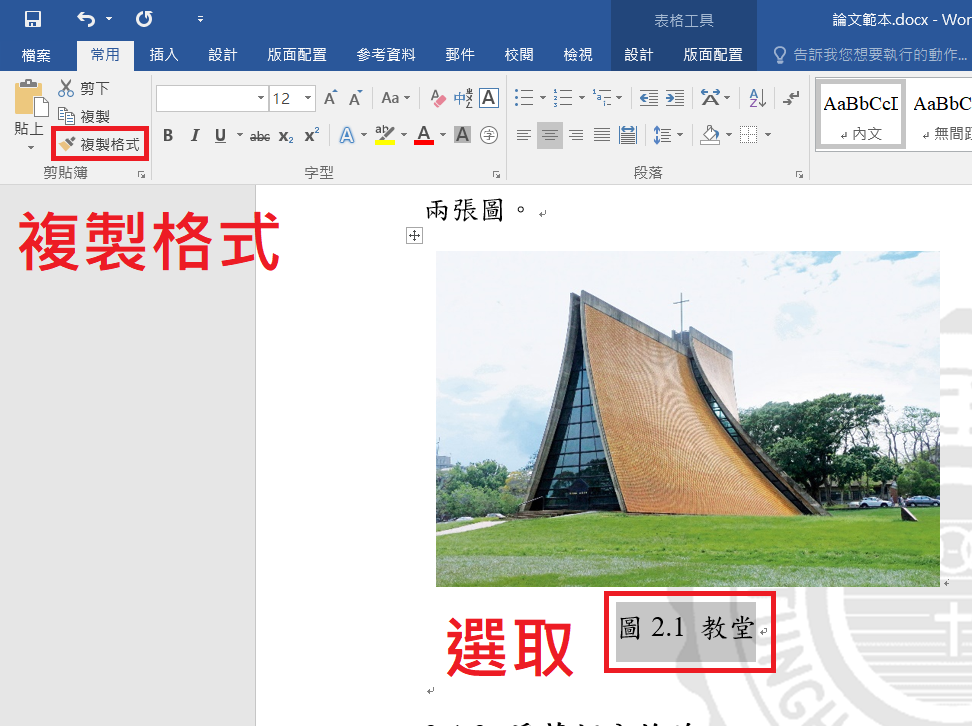 表格工具
論文範本.docx - Wor
檔案 常用 插入 設計 版面配置 參考資料 郵件 校閱 檢視 設計 版面配置 告訴我您想要執行的動作...
剪下
12
AaBbCcI AaBbC
複製
貼上
內文 無間距
複製格式
剪貼簿 字型 段落
兩張圖。
複製格式
圖 2.1 教堂
選取